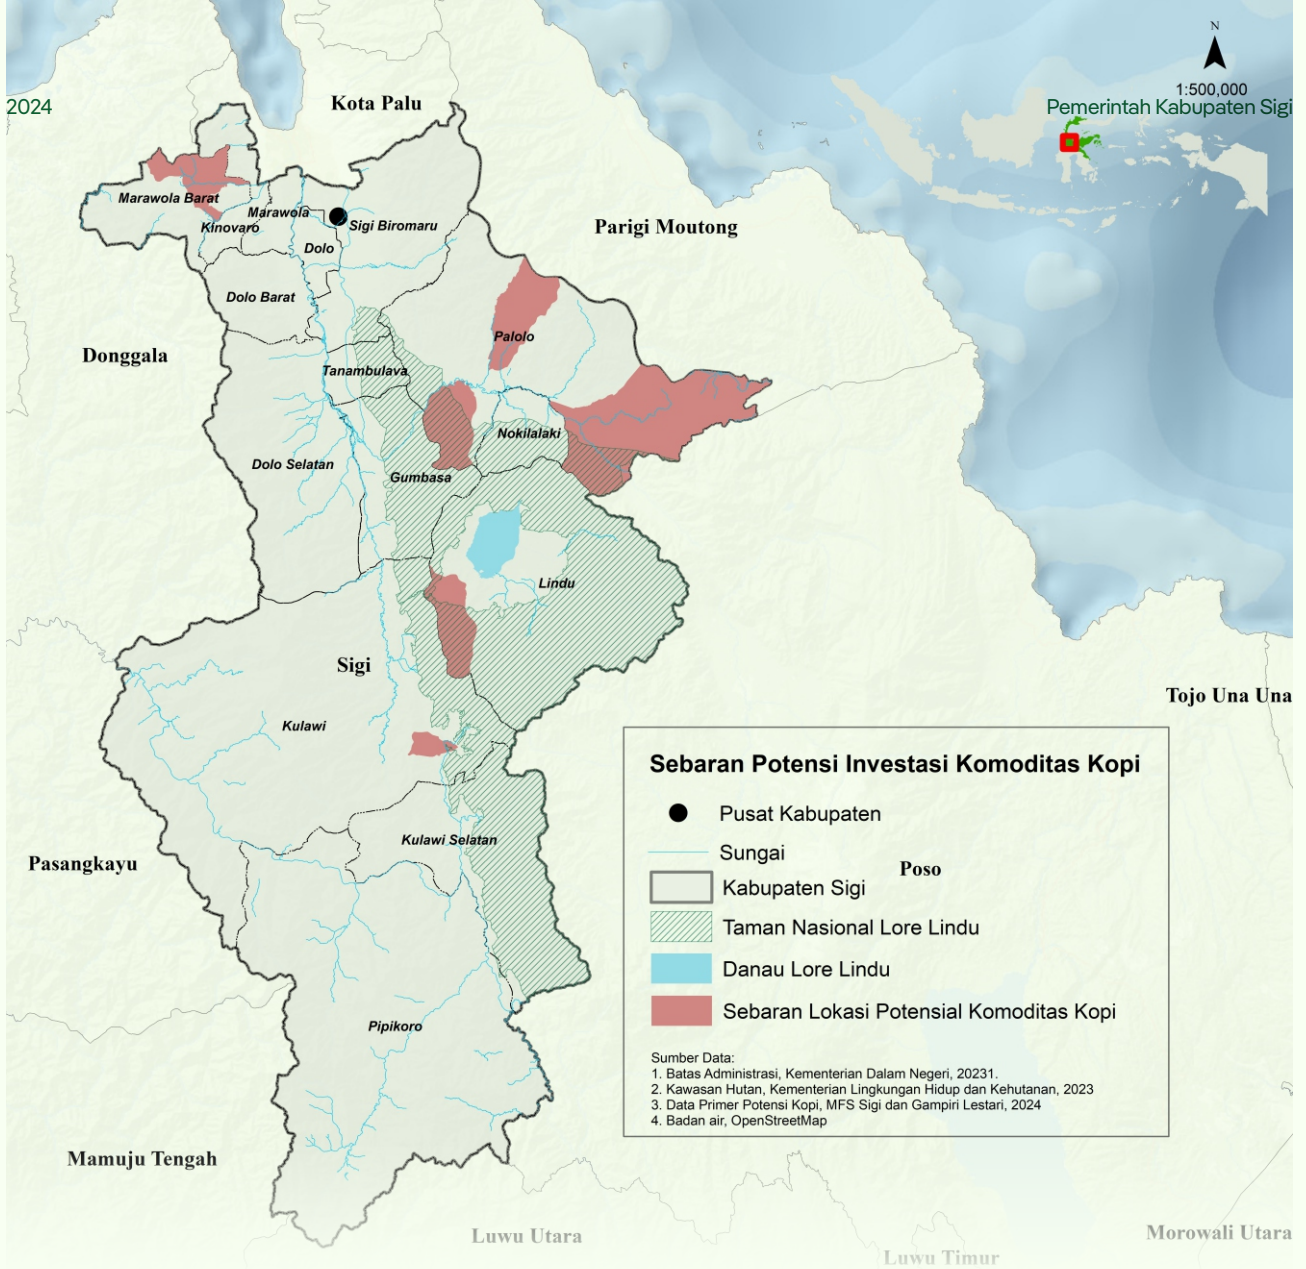 N
1:500,000
2024
Pemerintah Kabupaten Sigi
Kota Palu
Marawola Barat
Marawola
Kinovaro
Sigi Biromaru
Parigi Moutong
Dolo
Dolo Barat
Palolo
Donggala
Tanambulava
Nokilalaki
Dolo Selatan
Gumbasa
Lindu
Sigi
Tojo Una Una
Kulawi
Sebaran Potensi Investasi Komoditas Kopi
Pusat Kabupaten
Sungai
Kabupaten Sigi
Taman Nasional Lore Lindu
Danau Lore Lindu
Sebaran Lokasi Potensial Komoditas Kopi
Sumber Data:
1. Batas Administrasi, Kementerian Dalam Negeri, 20231.
2. Kawasan Hutan, Kementerian Lingkungan Hidup dan Kehutanan, 2023
3. Data Primer Potensi Kopi, MFS Sigi dan Gampiri Lestari, 2024
4. Badan air, OpenStreetMap
Poso
Kulawi Selatan
Pasangkayu
Pipikoro
Mamuju Tengah
Luwu Utara
Morowali Utara
Luwu Timur